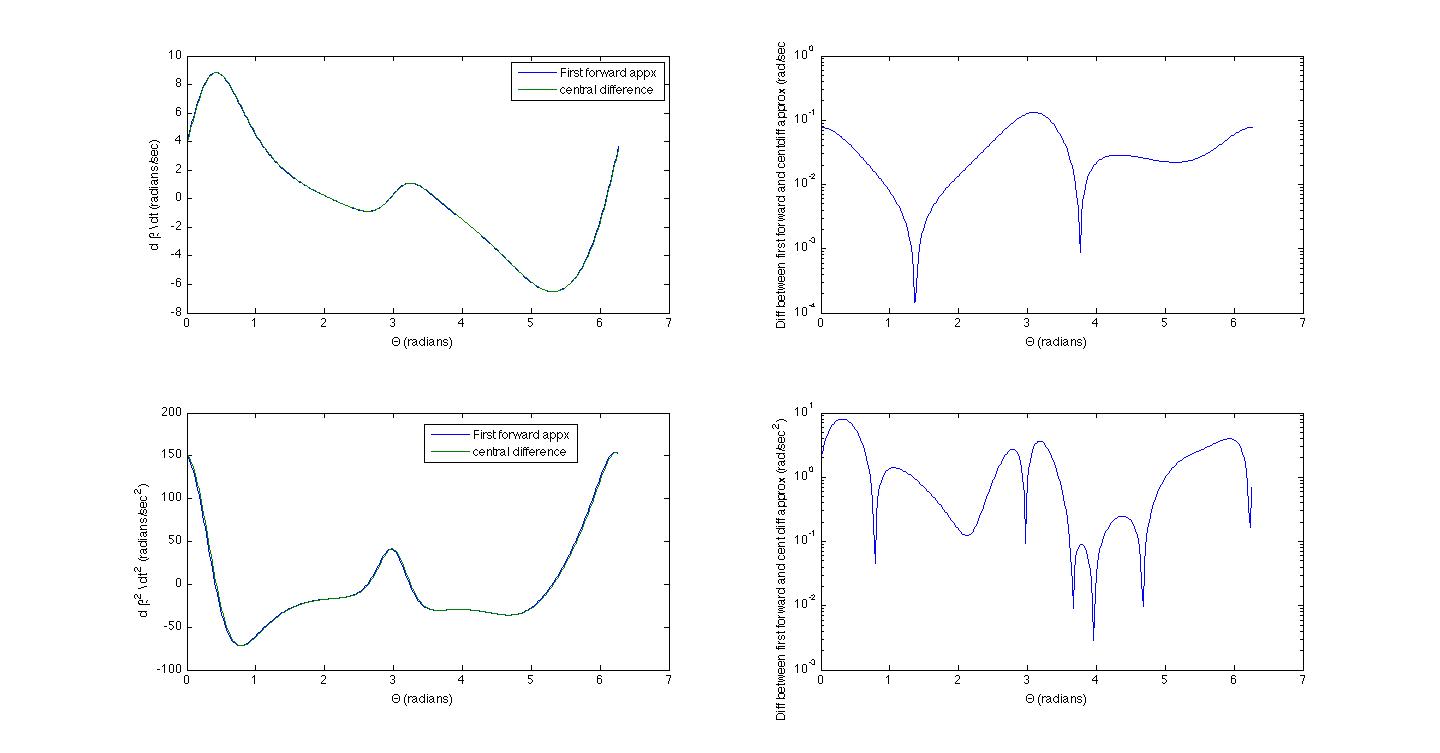 10
8
6
4
2
0
-2
-4
-6
-8
d β \dt (radians/sec)
First forward appx
central difference
0 1 2 3 4 5 6 7
Θ (radians)
10^0
10^-1
10^-2
10^-3
10^-4
Diff between first forward and centdiff approx (rad/sec
0 1 2 3 4 5 6 7
Θ (radians)
200
150
100
50
0
-50
-100
d β^2 \dt^2 (radians/sec^2)
First forward appx
central difference
0 1 2 3 4 5 6 7
Θ (radians)
10^1
10^0
10^-1
10^-2
10^-3
Diff between first forward and cent diff approx (rad/sec^2)
0 1 2 3 4 5 6 7
Θ (radians)